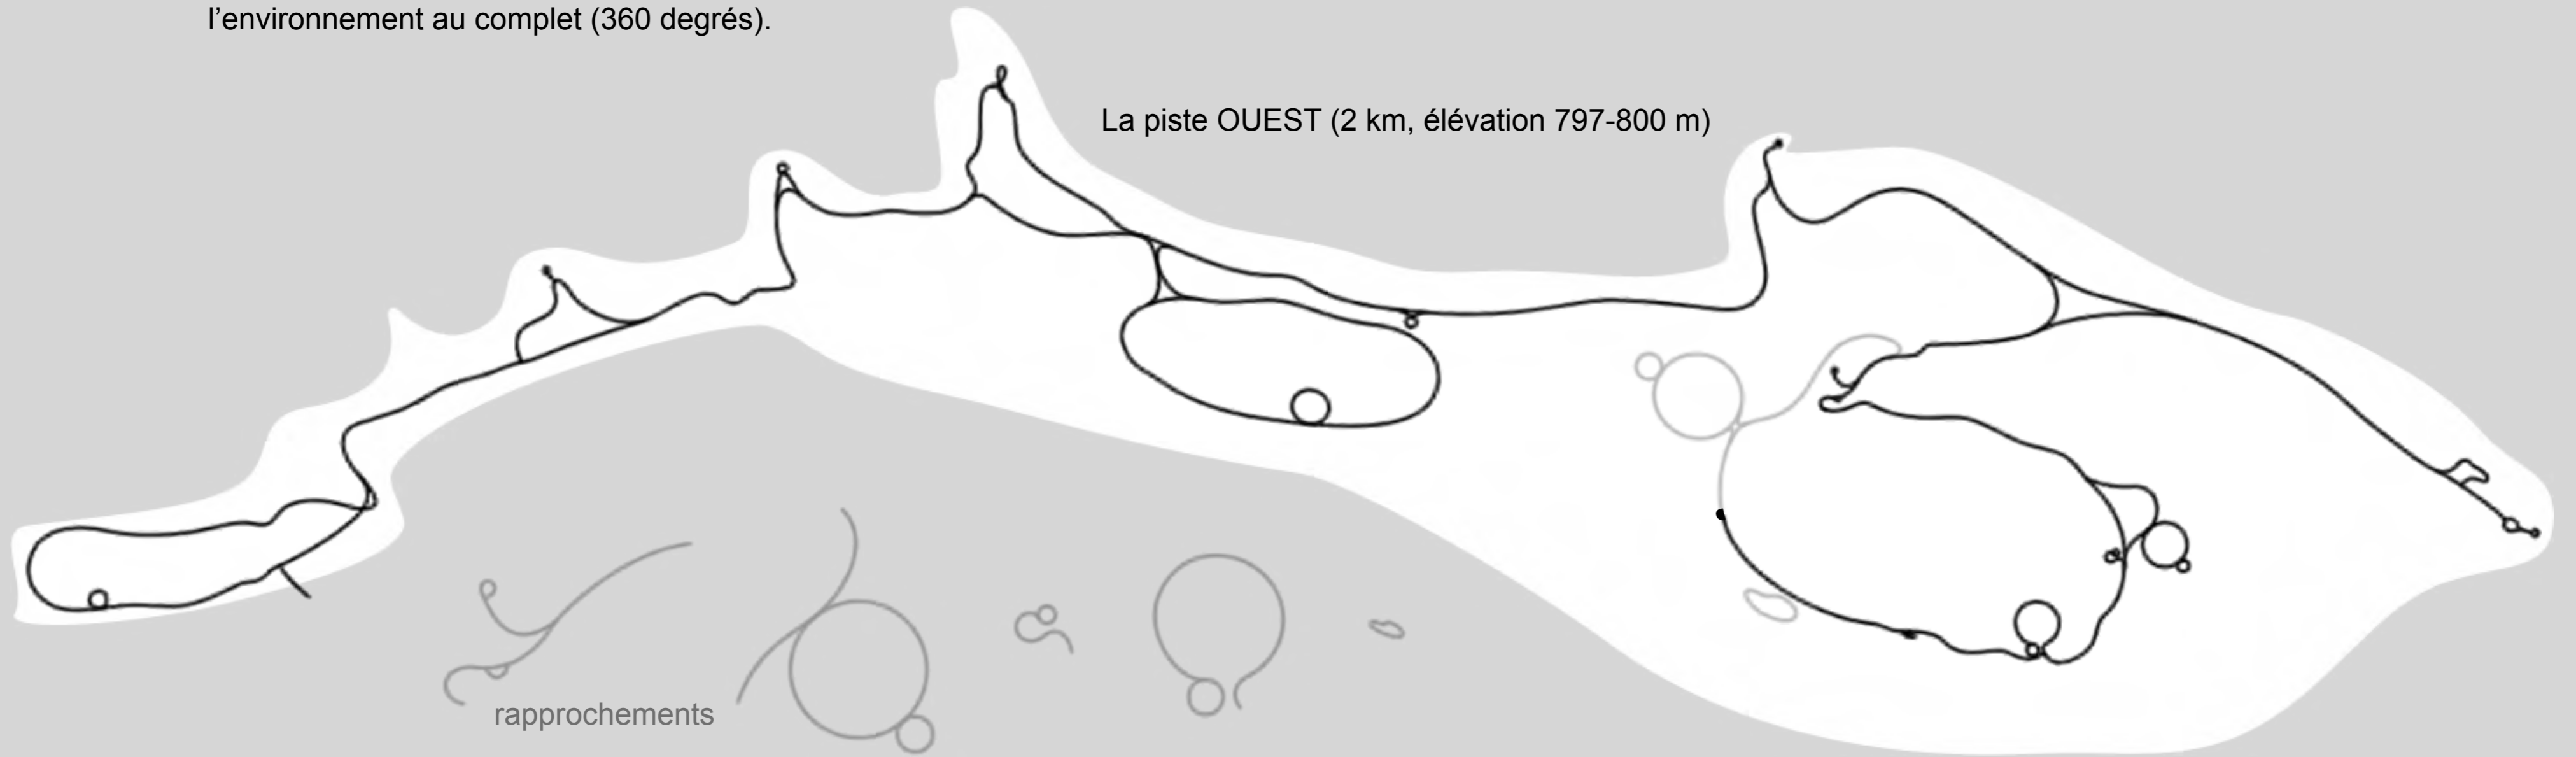 l'environnement au complet (360 degrés).
La piste OUEST (2 km, élévation 797-800 m)
rapprochements